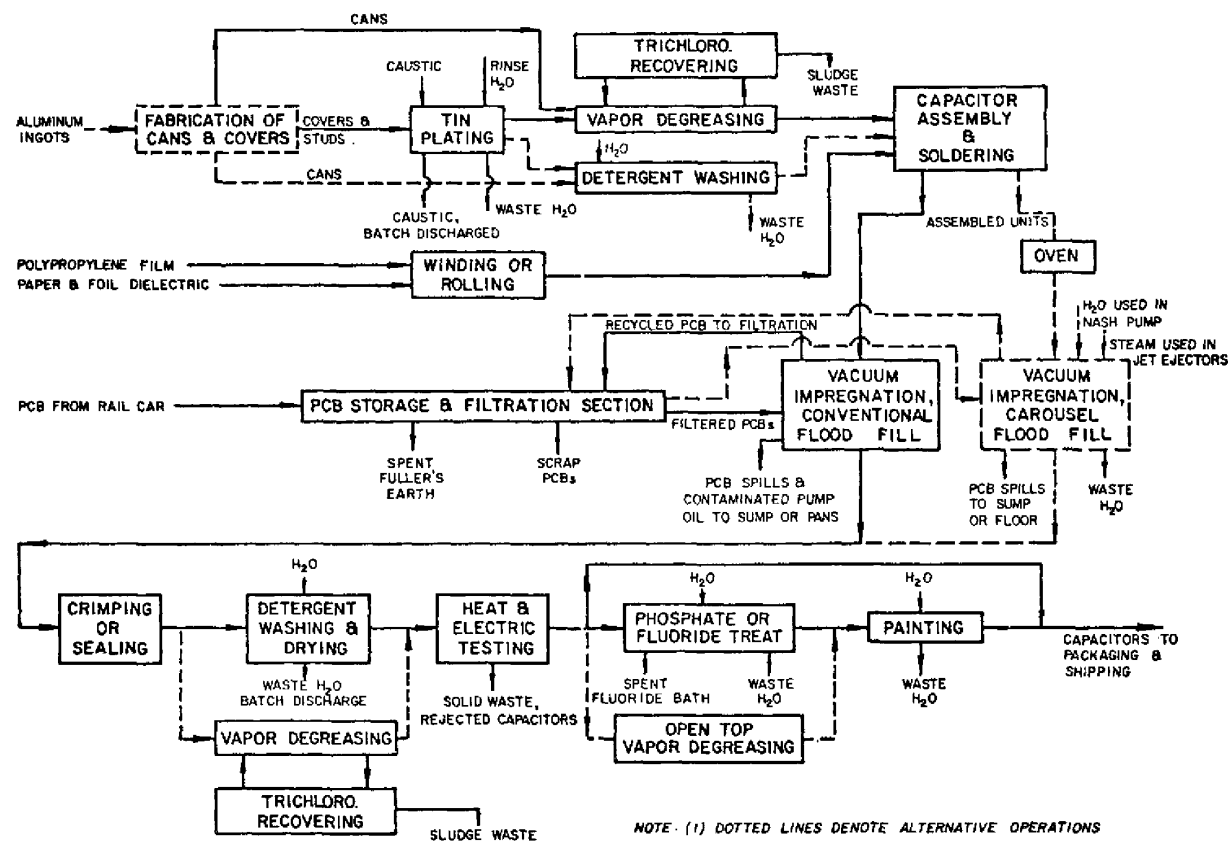 CANS
TRICHLORO.
RECOVERING
SLUDGE
WASTE
CAUSTIC
RINSE
H₂O
ALUMINUM
INGOTS
FABRICATION OF
CANS & COVERS
COVERS &
STUDS
TIN
PLATING
VAPOR DEGREASING
CAPACITOR
ASSEMBLY
&
SOLDERING
H₂O
DETERGENT WASHING
CANS
CAUSTIC,
BATCH DISCHARGED
WASTE H₂O
WASTE
H₂O
ASSEMBLED UNITS
OVEN
POLYPROPYLENE FILM
PAPER & FOIL DIELECTRIC
WINDING OR
ROLLING
H₂O USED IN
NASH PUMP
STEAM USED IN
JET EJECTORS
RECYCLED PCB TO FILTRATION
PCB FROM RAIL CAR
PCB STORAGE & FILTRATION SECTION
FILTERED PCBs
VACUUM
IMPREGNATION,
CONVENTIONAL
FLOOD FILL
VACUUM
IMPREGNATION,
CAROUSEL
FLOOD FILL
SPENT
FULLER'S
EARTH
SCRAP
PCBs
PCB SPILLS &
CONTAMINATED PUMP
OIL TO SUMP OR PANS
PCB SPILLS
TO SUMP
OR FLOOR
WASTE
H₂O
CRIMPING
OR
SEALING
H₂O
DETERGENT
WASHING &
DRYING
WASTE H₂O
BATCH DISCHARGE
HEAT &
ELECTRIC
TESTING
SOLID WASTE,
REJECTED CAPACITORS
H₂O
PHOSPHATE OR
FLUORIDE TREAT
SPENT
FLUORIDE BATH
WASTE
H₂O
H₂O
PAINTING
WASTE
H₂O
CAPACITORS TO
PACKAGING &
SHIPPING
VAPOR DEGREASING
OPEN TOP
VAPOR DEGREASING
TRICHLORO.
RECOVERING
SLUDGE WASTE
NOTE· (1) DOTTED LINES DENOTE ALTERNATIVE OPERATIONS